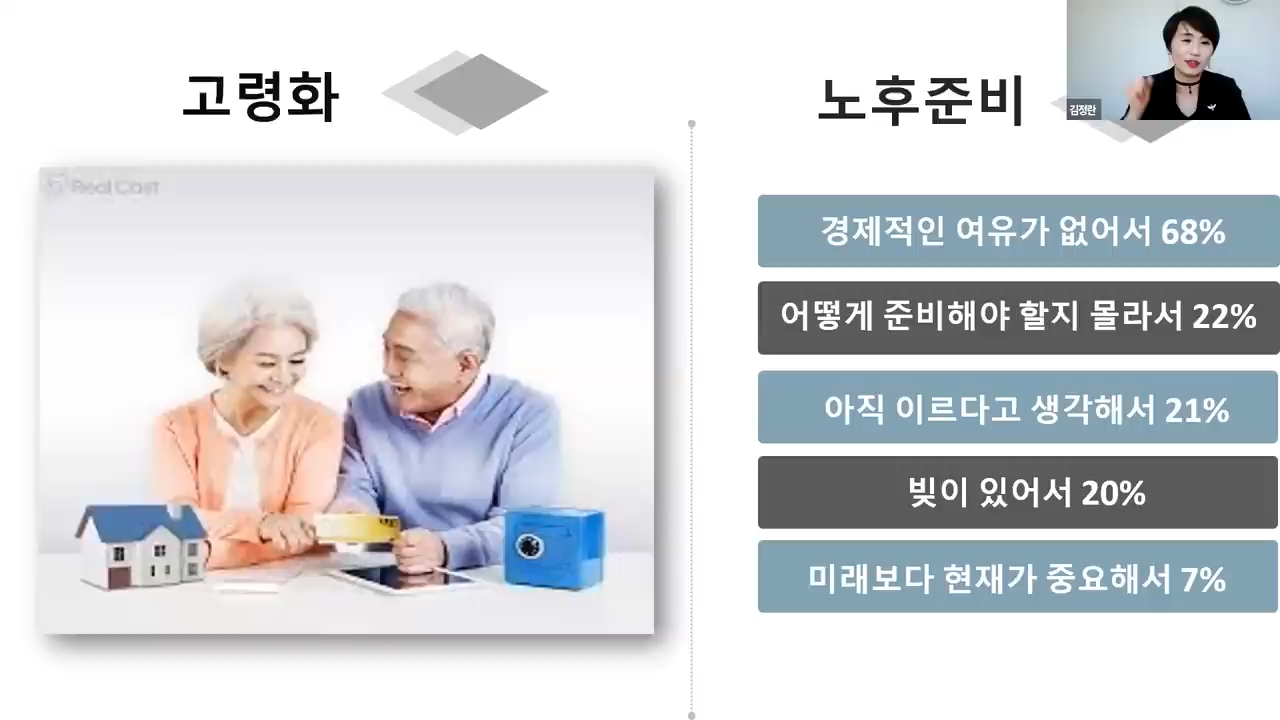 고령화
노후준비
김정란
Real Cast
경제적인 여유가 없어서 68%
어떻게 준비해야 할지 몰라서 22%
아직 이르다고 생각해서 21%
빚이 있어서 20%
미래보다 현재가 중요해서 7%